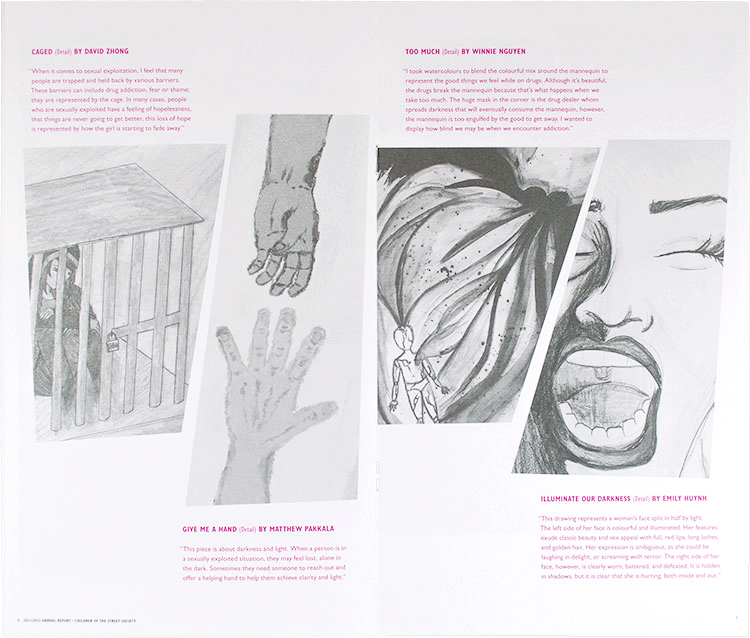 CAGED (Detail) BY DAVID ZHONG
"When it comes to sexual exploitation, I feel that many
people are trapped and held back by various barriers.
These barriers can include drug addiction, fear or shame;
they are represented by the cage. In many cases, people
who are sexually exploited have a feeling of hopelessness,
that things are never going to get better, this loss of hope
is represented by how the girl is starting to fade away."
GIVE ME A HAND (Detail) BY MATTHEW PAKKALA
"This piece is about darkness and light. When a person is in
a sexually exploited situation, they may feel lost, alone in
the dark. Sometimes they need someone to reach out and
offer a helping hand to help them achieve clarity and light."
TOO MUCH (Detail) BY WINNIE NGUYEN
"I took watercolours to blend the colourful mix around the mannequin to
represent the good things we feel while on drugs. Although it's beautiful,
the drugs break the mannequin because that's what happens when we
take too much. The huge mask in the corner is the drug dealer whom
spreads darkness that will eventually consume the mannequin, however,
the mannequin is too engulfed by the good to get away. I wanted to
display how blind we may be when we encounter addiction."
ILLUMINATE OUR DARKNESS (Detail) BY EMILY HUYNH
"This drawing represents a woman's face split in half by light.
The left side of her face is colourful and illuminated. Her features
exude classic beauty and sex appeal with full, red lips, long lashes,
and golden hair. Her expression is ambiguous, as she could be
laughing in delight, or screaming in terror. The right side of her
face, however, is clearly worn, battered, and defeated. It is hidden
in shadows, but it is clear that she is hurting, both inside and out."
ANNUAL REPORT / CHILDREN OF THE STREET SOCIETY